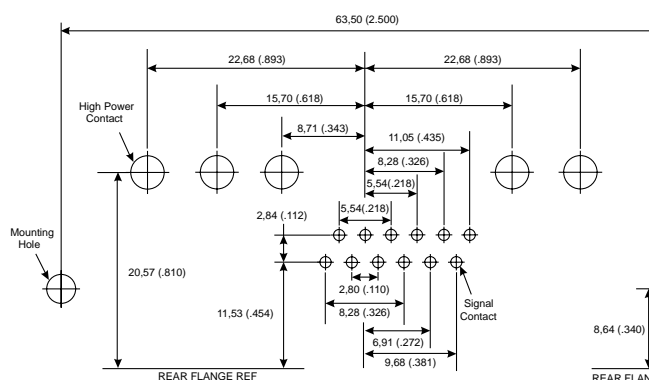 63,50 (2.500)
22,68 (.893)
22,68 (.893)
15,70 (.618)
15,70 (.618)
High Power
Contact
8,71 (.343)
11,05 (.435)
8,28 (.326)
5,54(.218)
5,54(.218)
2,84 (.112)
Mounting
Hole
20,57 (.810)
2,80 (.110)
Signal
Contact
11,53 (.454)
8,28 (.326)
6,91 (.272)
8,64 (.340)
9,68 (.381)
REAR FLANGE REF
REAR FLAN